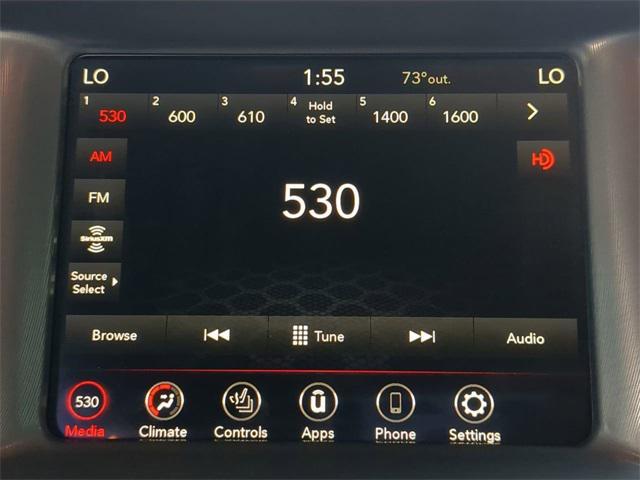 LO 1:55 73°out. LO
1 530 2 600 3 610 4 Hold to Set 5 1400 6 1600
AM
HD
530
FM
SiriusXM
Source
Select
Browse Tune Audio
530
Media Climate Controls Apps Phone Settings